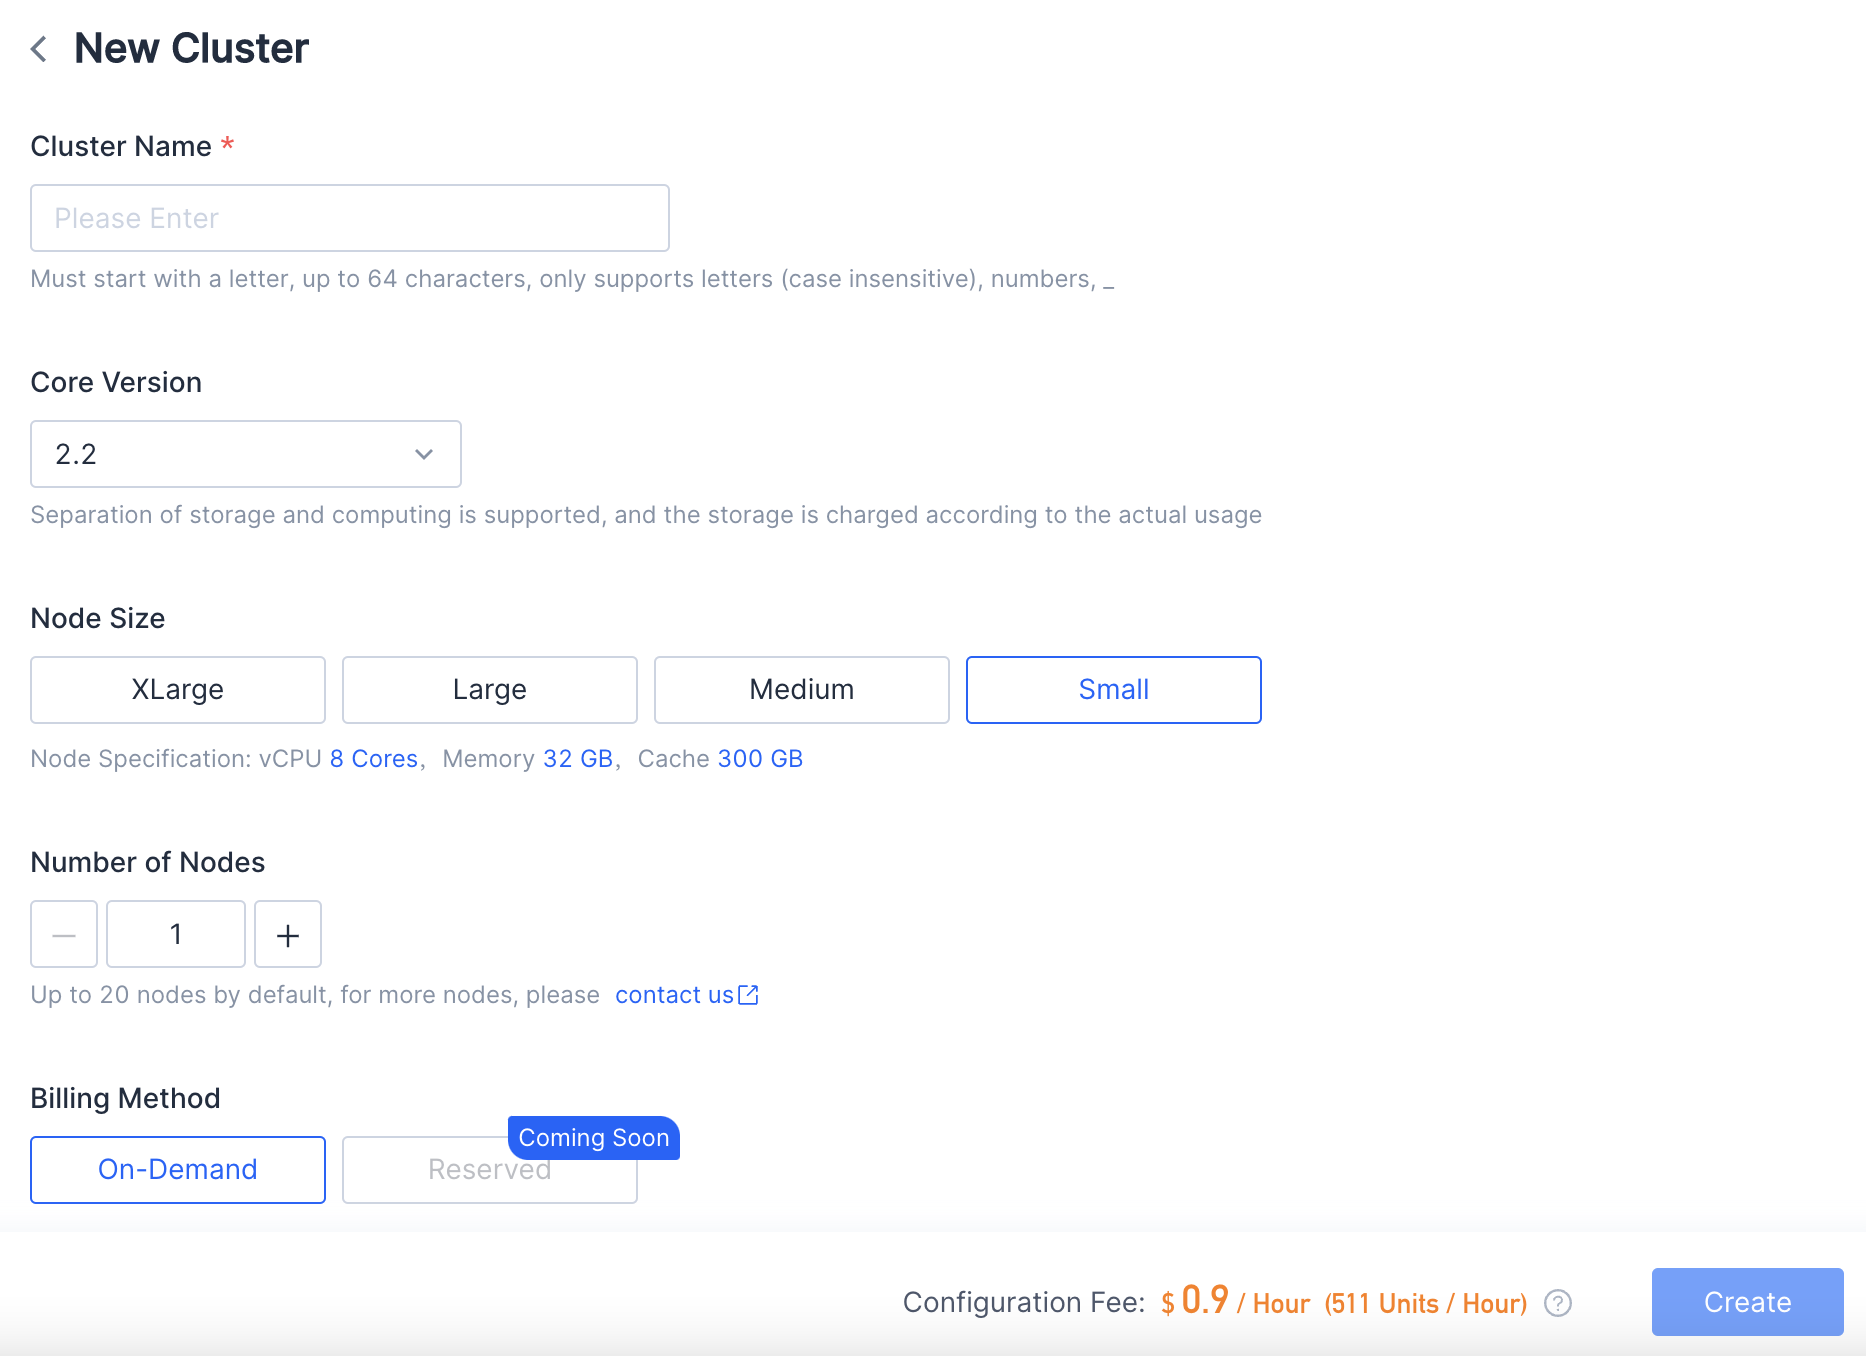 New Cluster
Cluster Name *
Please Enter
Must start with a letter, up to 64 characters, only supports letters (case insensitive), numbers, _
Core Version
2.2
Separation of storage and computing is supported, and the storage is charged according to the actual usage
Node Size
XLarge Large Medium Small
Node Specification: vCPU 8 Cores, Memory 32 GB, Cache 300 GB
Number of Nodes
— 1 +
Up to 20 nodes by default, for more nodes, please contact us
Billing Method
Coming Soon
On-Demand Reserved
Configuration Fee: $ 0.9 / Hour (511 Units / Hour) ? Create